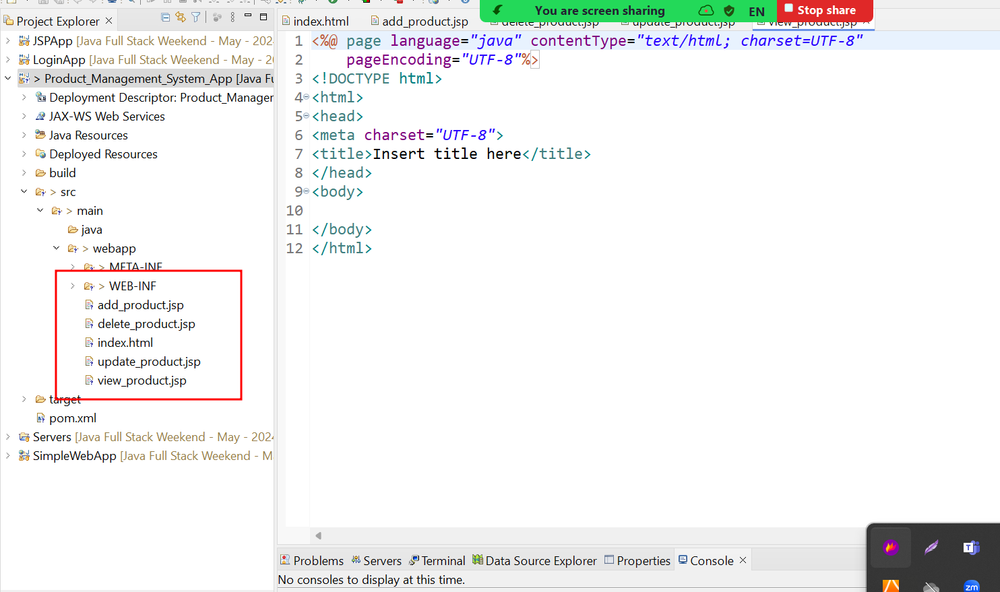 You are screen sharing EN Stop share
Project Explorer
index.html add_product.jsp delete_product.jsp update_product.jsp view_product.jsp
JSPApp [Java Full Stack Weekend - May - 202
LoginApp [Java Full Stack Weekend - May - 20
> Product_Management_System_App [Java Fu
Deployment Descriptor: Product_Manager
JAX-WS Web Services
Java Resources
Deployed Resources
build
> src
> main
java
> webapp
> META-INF
> WEB-INF
add_product.jsp
delete_product.jsp
index.html
update_product.jsp
view_product.jsp
target
pom.xml
Servers [Java Full Stack Weekend - May - 2024
SimpleWebApp [Java Full Stack Weekend - M
1 <%@ page language="java" contentType="text/html; charset=UTF-8"
2 pageEncoding="UTF-8"%>
3 <!DOCTYPE html>
4 <html>
5 <head>
6 <meta charset="UTF-8">
7 <title>Insert title here</title>
8 </head>
9 <body>
10
11 </body>
12 </html>
Problems Servers Terminal Data Source Explorer Properties Console
No consoles to display at this time.
zm